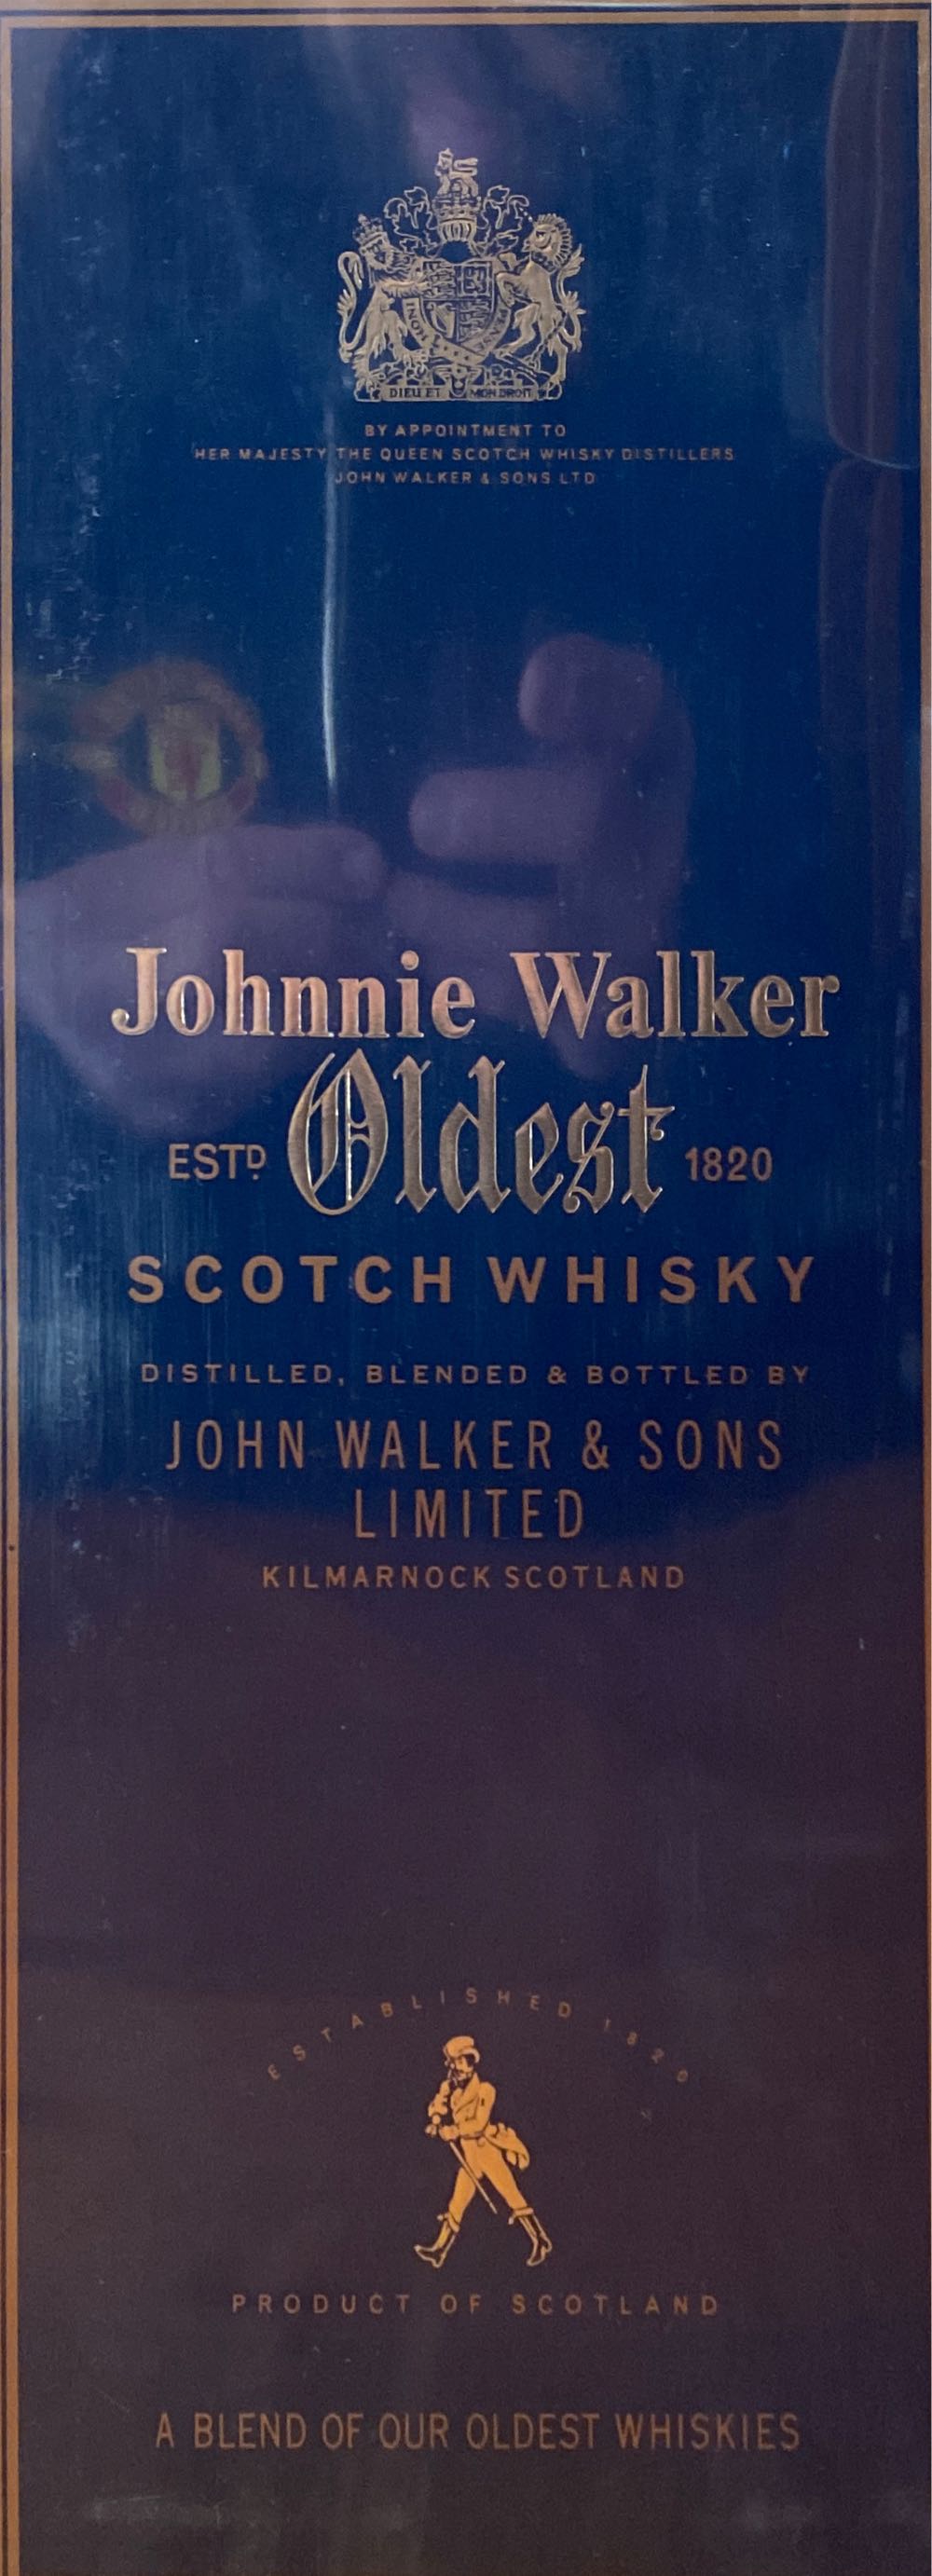 HONI
PENSE
DIEU ET MON DROIT
BY APPOINTMENT TO
HER MAJESTY THE QUEEN SCOTCH WHISKY DISTILLERS
JOHN WALKER & SONS LTD
Johnnie Walker
Oldest
ESTD 1820
SCOTCH WHISKY
DISTILLED, BLENDED & BOTTLED BY
JOHN WALKER & SONS
LIMITED
KILMARNOCK SCOTLAND
ESTABLISHED 1820
PRODUCT OF SCOTLAND
A BLEND OF OUR OLDEST WHISKIES